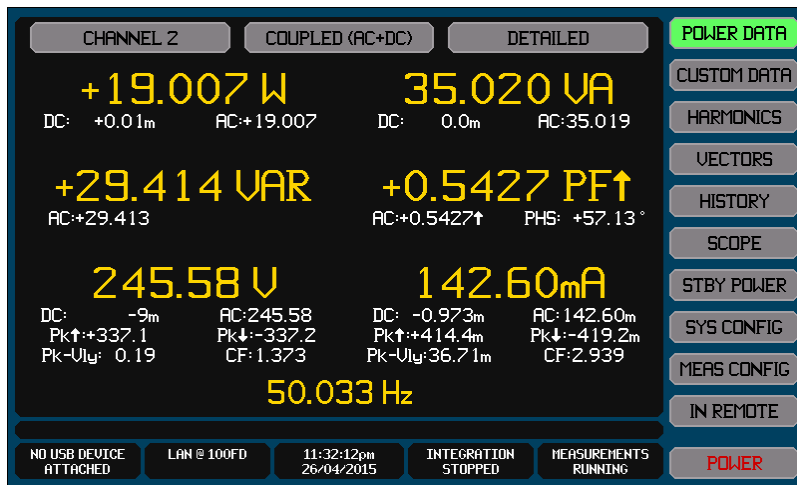 CHANNEL 2 COUPLED (AC+DC) DETAILED
+19.007 W 35.020 VA
DC: +0.01m AC:+19.007 DC: 0.0m AC:35.019
+29.414 VAR +0.5427 PF↑
AC:+29.413 AC:+0.5427↑ PHS: +57.13°
245.58 V 142.60mA
DC: -9m AC:245.58 DC: -0.973m AC:142.60m
Pk↑:+337.1 Pk↓:-337.2 Pk↑:+414.4m Pk↓:-419.2m
Pk-Vly: 0.19 CF:1.373 Pk-Vly:36.71m CF:2.939
50.033 Hz
NO USB DEVICE ATTACHED
LAN @ 100FD
11:32:12pm
26/04/2015
INTEGRATION
STOPPED
MEASUREMENTS
RUNNING
POWER DATA
CUSTOM DATA
HARMONICS
VECTORS
HISTORY
SCOPE
STBY POWER
SYS CONFIG
MEAS CONFIG
IN REMOTE
POWER